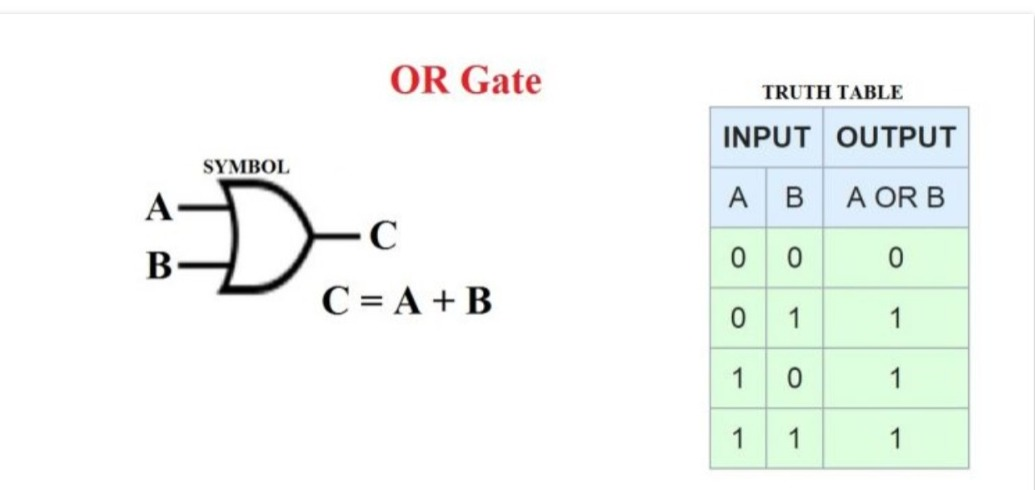 OR Gate
SYMBOL
A
B
C
C = A + B
TRUTH TABLE
INPUT OUTPUT
A B A OR B
0 0 0
0 1 1
1 0 1
1 1 1